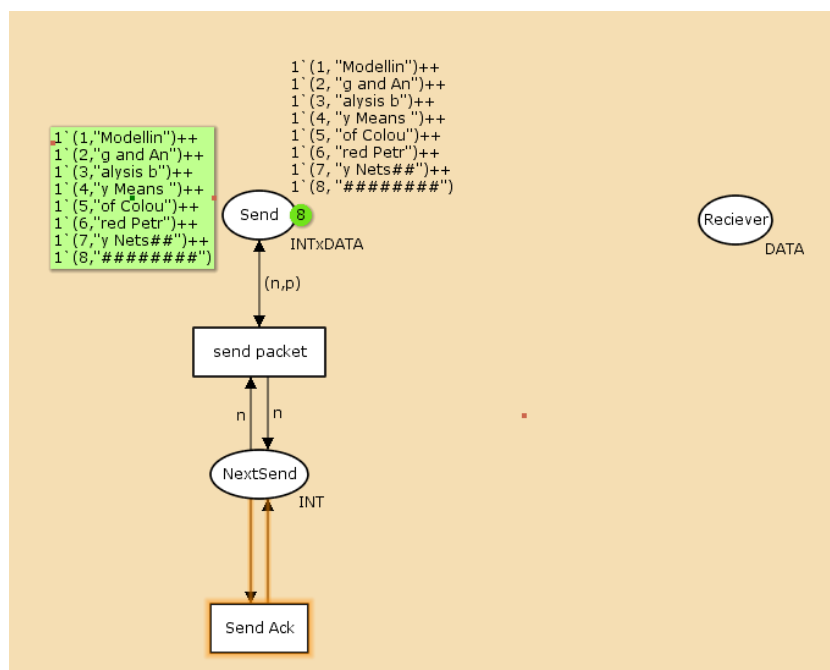 1`(1, "Modellin")++
1`(2, "g and An")++
1`(3, "alysis b")++
1`(4, "y Means ")++
1`(5, "of Colou")++
1`(6, "red Petr")++
1`(7, "y Nets##")++
1`(8, "########")
1`(1,"Modellin")++
1`(2,"g and An")++
1`(3,"alysis b")++
1`(4,"y Means ")++
1`(5,"of Colou")++
1`(6,"red Petr")++
1`(7,"y Nets##")++
1`(8,"########")
Send
8
INTxDATA
Reciever
DATA
(n,p)
send packet
n
n
NextSend
INT
Send Ack